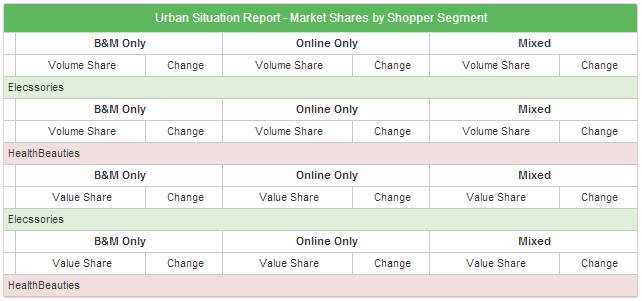 Urban Situation Report - Market Shares by Shopper Segment
B&M Only Online Only Mixed
Volume Share Change Volume Share Change Volume Share Change
Elecssories
B&M Only Online Only Mixed
Volume Share Change Volume Share Change Volume Share Change
HealthBeauties
B&M Only Online Only Mixed
Value Share Change Value Share Change Value Share Change
Elecssories
B&M Only Online Only Mixed
Value Share Change Value Share Change Value Share Change
HealthBeauties